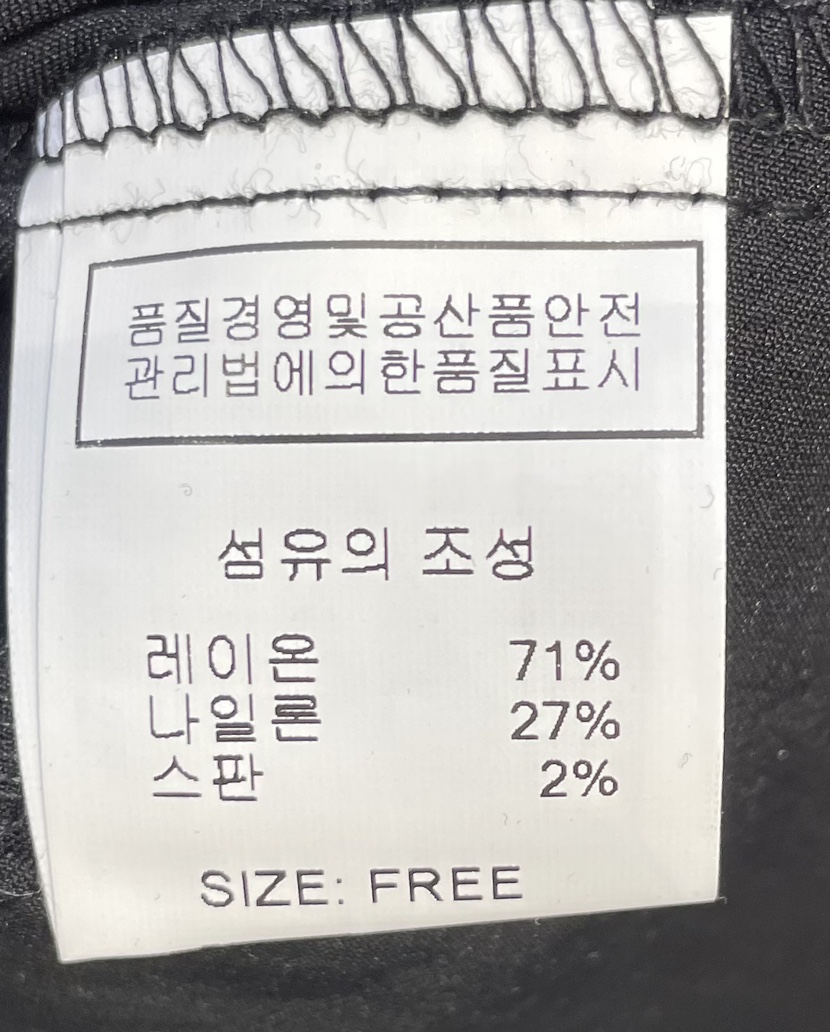 품질경영및공산품안전
관리법에의한품질표시
섬유의 조성
레이온 71%
나일론 27%
스판 2%
SIZE: FREE